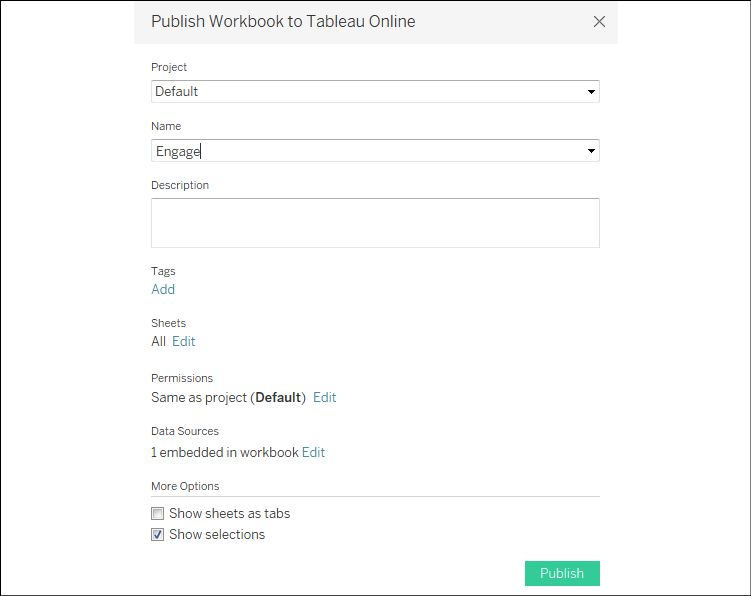 Publish Workbook to Tableau Online
Project
Default
Name
Engage
Description
Tags
Add
Sheets
All Edit
Permissions
Same as project (Default) Edit
Data Sources
1 embedded in workbook Edit
More Options
Show sheets as tabs
Show selections
Publish